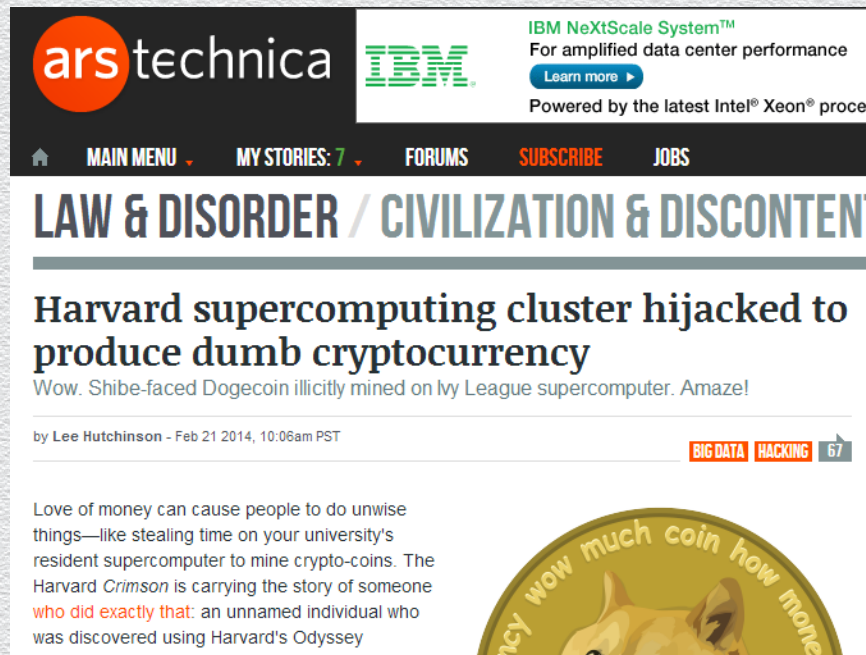 ars technica
IBM
IBM NeXtScale System™
For amplified data center performance
Learn more
Powered by the latest Intel® Xeon® proce
MAIN MENU MY STORIES: 7 FORUMS SUBSCRIBE JOBS
LAW & DISORDER / CIVILIZATION & DISCONTENT
Harvard supercomputing cluster hijacked to
produce dumb cryptocurrency
Wow. Shibe-faced Dogecoin illicitly mined on Ivy League supercomputer. Amaze!
by Lee Hutchinson - Feb 21 2014, 10:06am PST
BIG DATA HACKING 67
Love of money can cause people to do unwise
things—like stealing time on your university's
resident supercomputer to mine crypto-coins. The
Harvard Crimson is carrying the story of someone
who did exactly that: an unnamed individual who
was discovered using Harvard's Odyssey
ncy wow much coin how mone